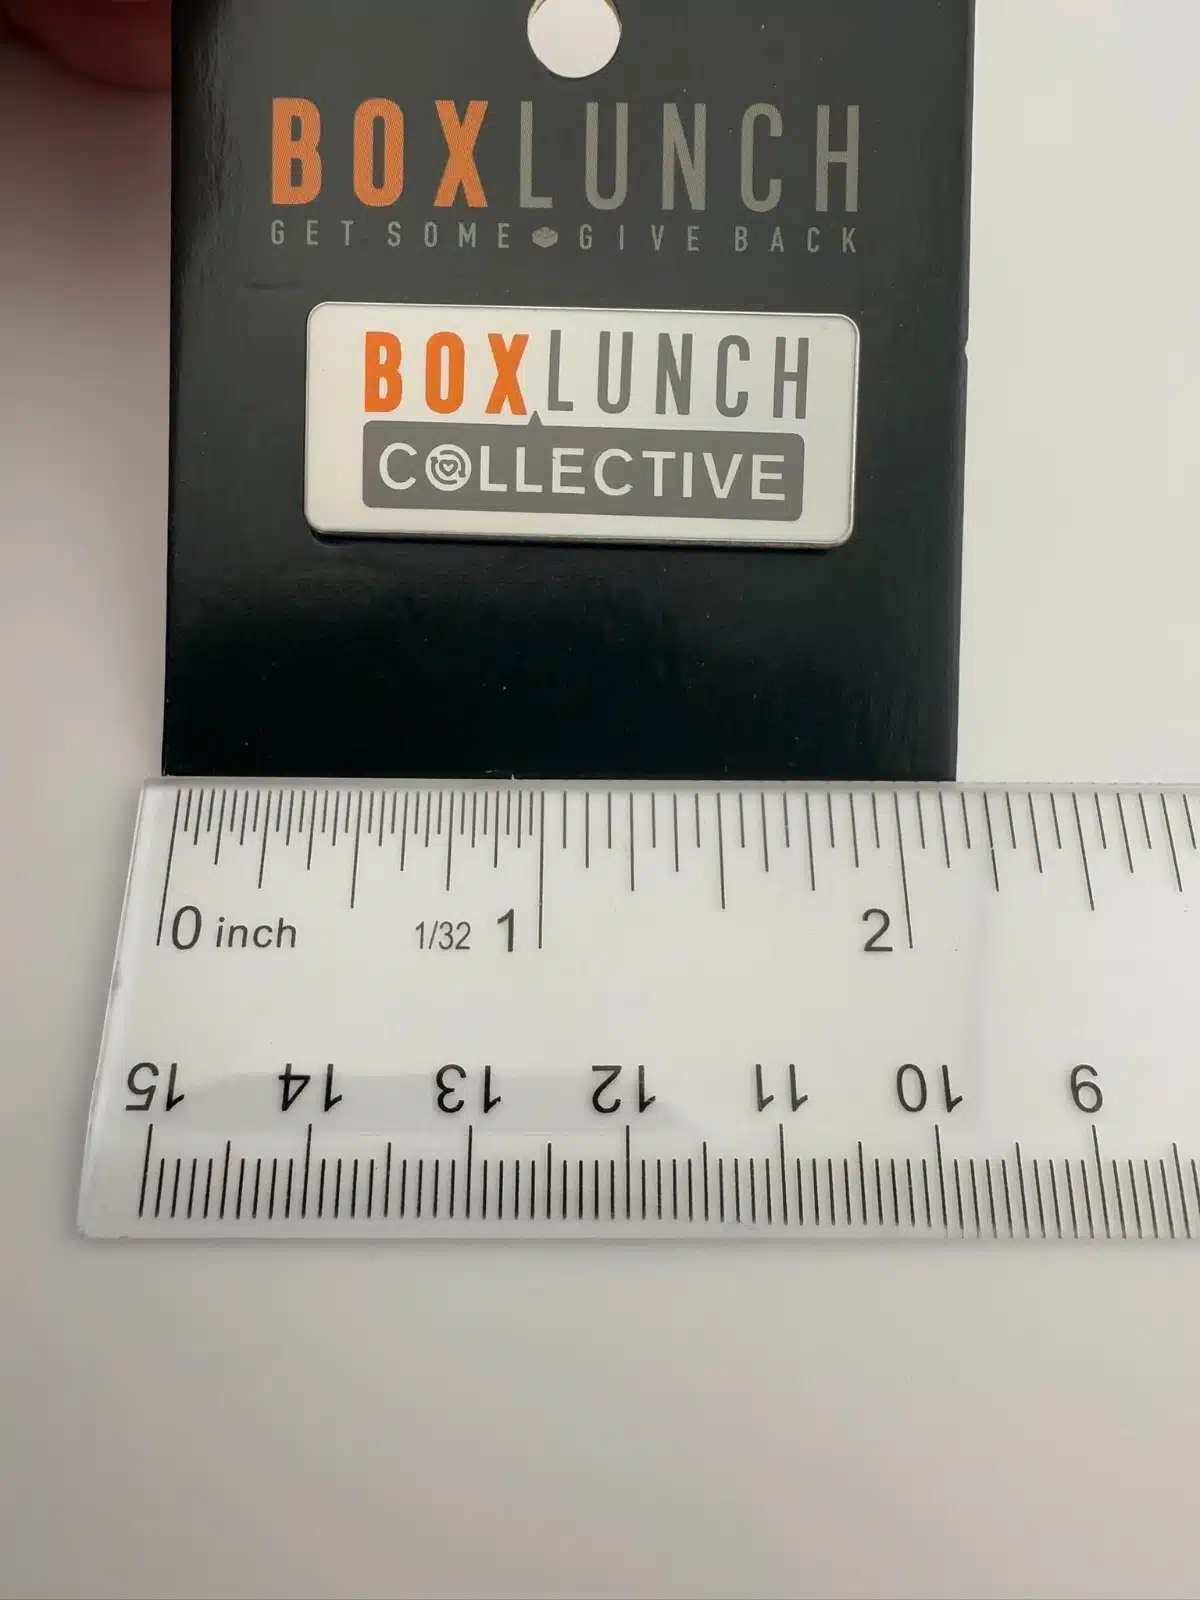 BOXLUNCH
GET SOME GIVE BACK
BOXLUNCH
COLLECTIVE
0 inch 1/32 1 2
15 14 13 12 11 10 9